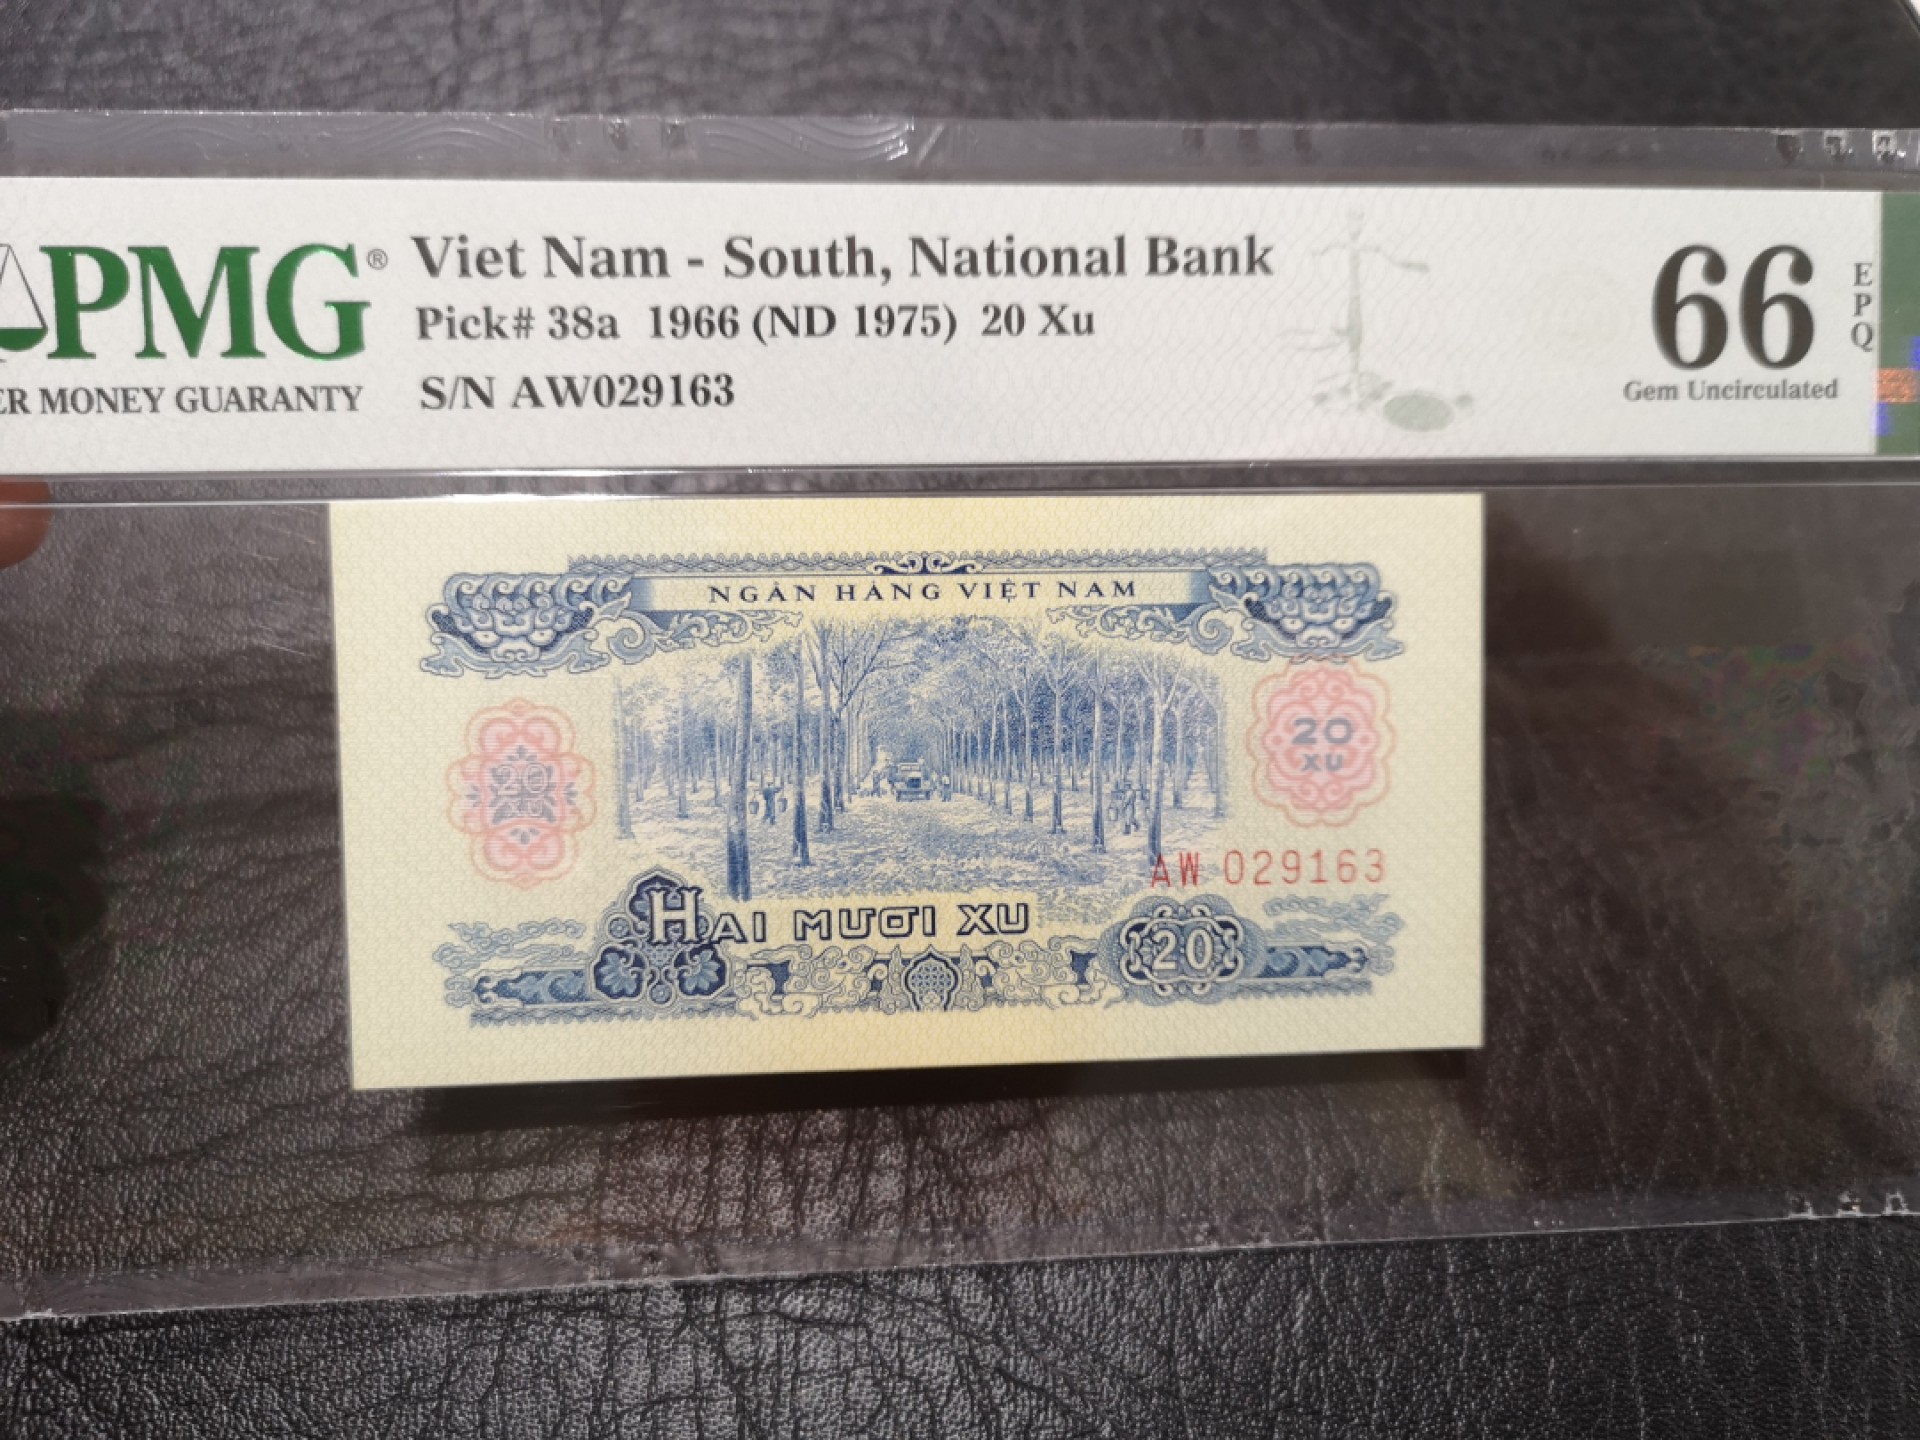 PMG®
ER MONEY GUARANTY
Viet Nam - South, National Bank
Pick# 38a 1966 (ND 1975) 20 Xu
S/N AW029163
66
EPQ
Gem Uncirculated
NGÂN HÀNG VIỆT NAM
20
20
XU
AW 029163
HAI MƯƠI XU
20